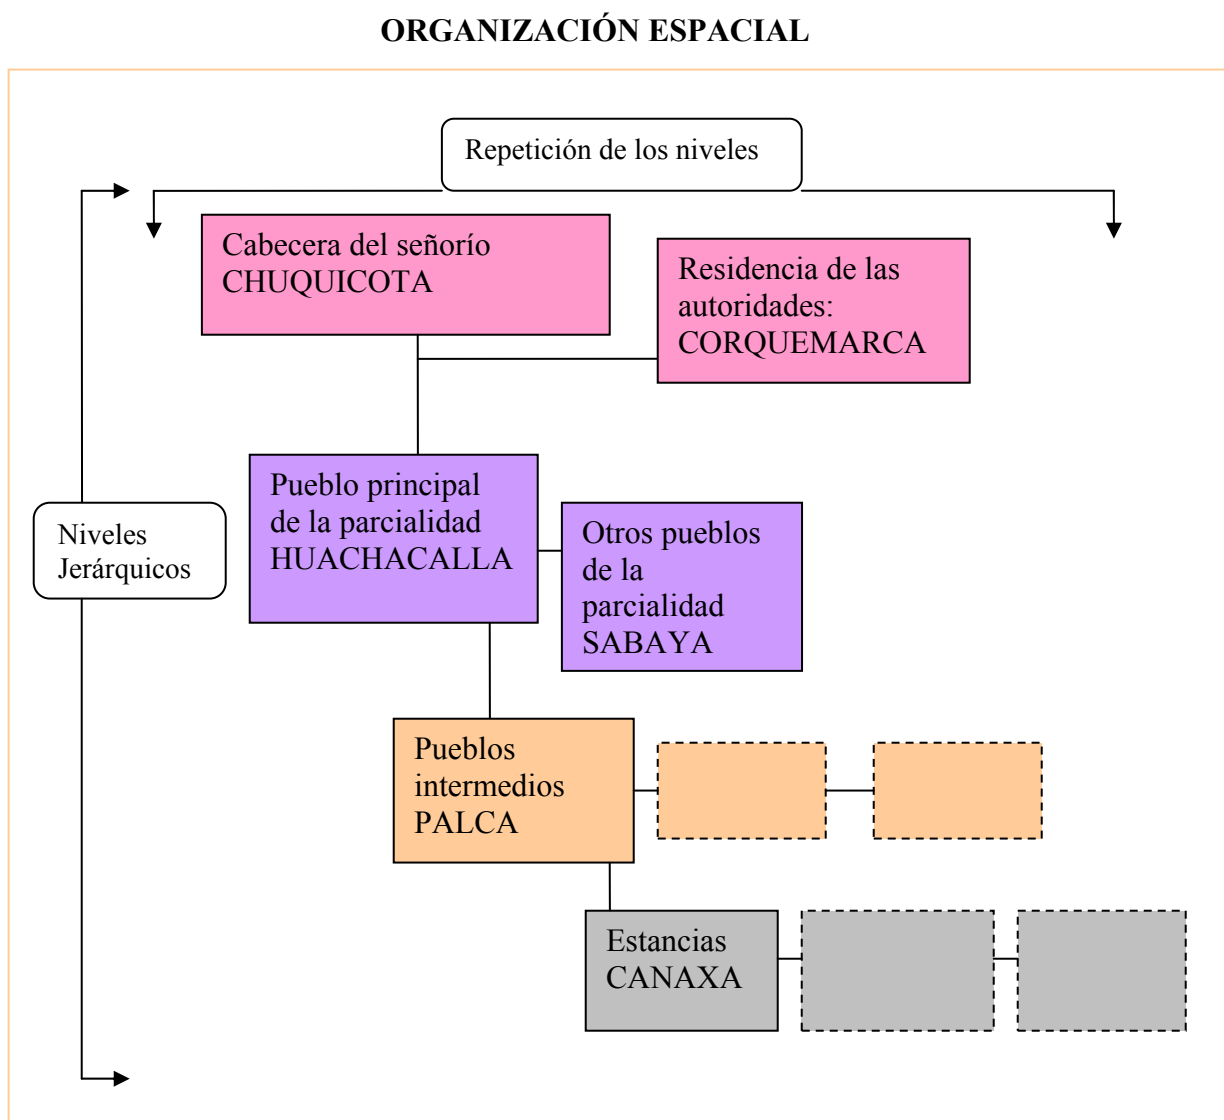 ORGANIZACIÓN ESPACIAL
Repetición de los niveles
Cabecera del señorío
CHUQUICOTA
Residencia de las
autoridades:
CORQUEMARCA
Pueblo principal
de la parcialidad
HUACHACALLA
Otros pueblos
de la
parcialidad
SABAYA
Niveles
Jerárquicos
Pueblos
intermedios
PALCA
Estancias
CANAXA